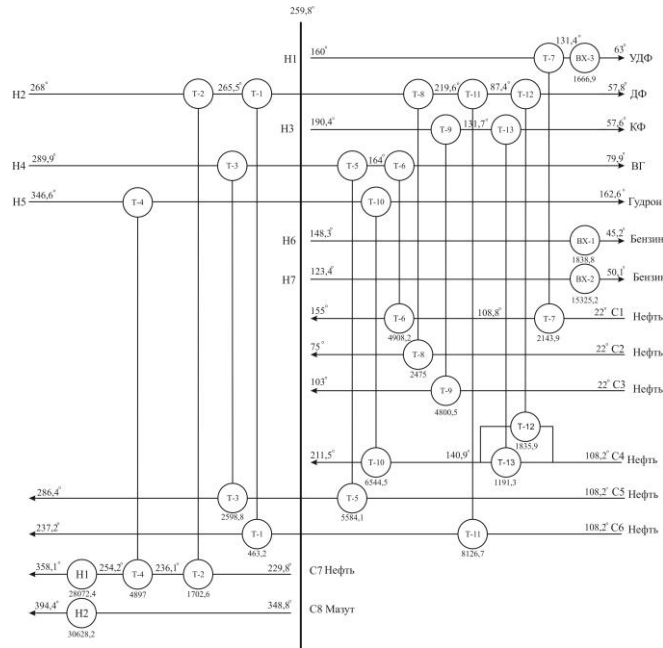 259,8°
H1 160° T-7 131,4° BX-3 63° УДФ
1666,9
H2 268° T-2 265,5° T-1 T-8 219,6° T-11 87,4° T-12 57,8° ДФ
H3 190,4° T-9 131,7° T-13 57,6° КФ
H4 289,9° T-3 T-5 164° T-6 79,9° ВГ
H5 346,6° T-4 T-10 162,6° Гудрон
H6 148,3° BX-1 45,2° Бензин
1838,8
H7 123,4° BX-2 50,1° Бензин
15325,2
155° T-6 108,8° T-7 22° C1 Нефть
4908,2 2143,9
75° T-8 22° C2 Нефть
2475
103° T-9 22° C3 Нефть
4800,5
T-12
1835,9
211,5° T-10 140,9° T-13 108,2° C4 Нефть
6544,5 1191,3
286,4° T-3 T-5 108,2° C5 Нефть
2598,8 5584,1
237,2° T-1 T-11 108,2° C6 Нефть
463,2 8126,7
358,1° H1 254,2° T-4 236,1° T-2 229,8° C7 Нефть
28072,4 4897 1702,6
394,4° H2 348,8° C8 Мазут
30628,2